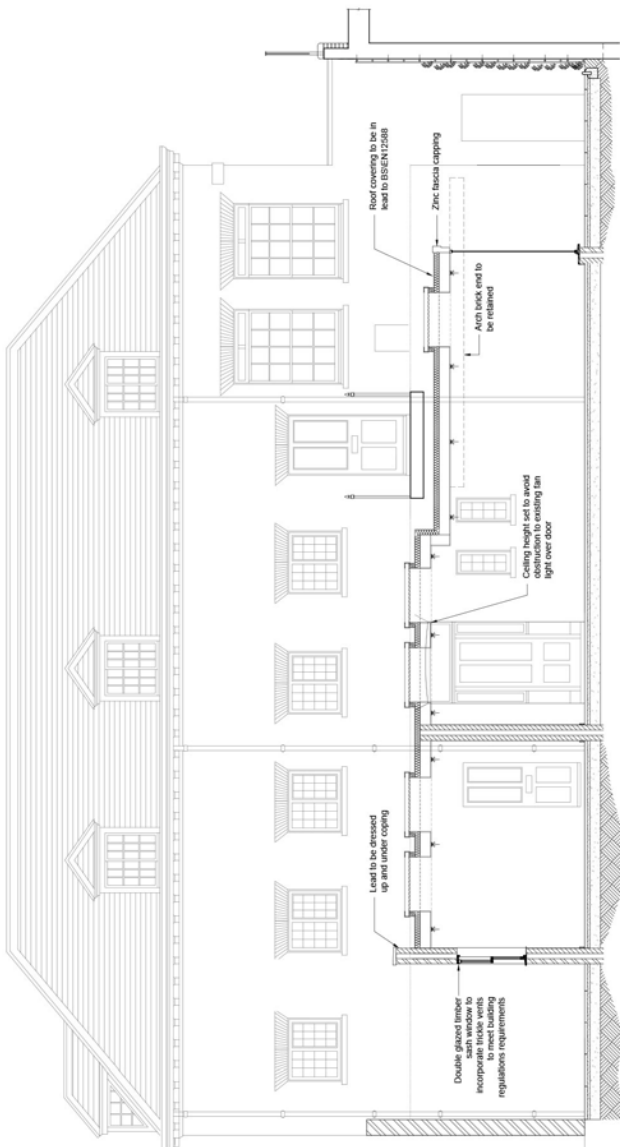 Lead to be dressed
up and under coping
Double glazed timber
sash window to
incorporate trickle vents
to meet building
regulations requirements
Ceiling height set to avoid
obstruction to existing fan
light over door
Roof covering to be in
lead to BS\EN12588
Zinc fascia capping
Arch brick end to
be retained